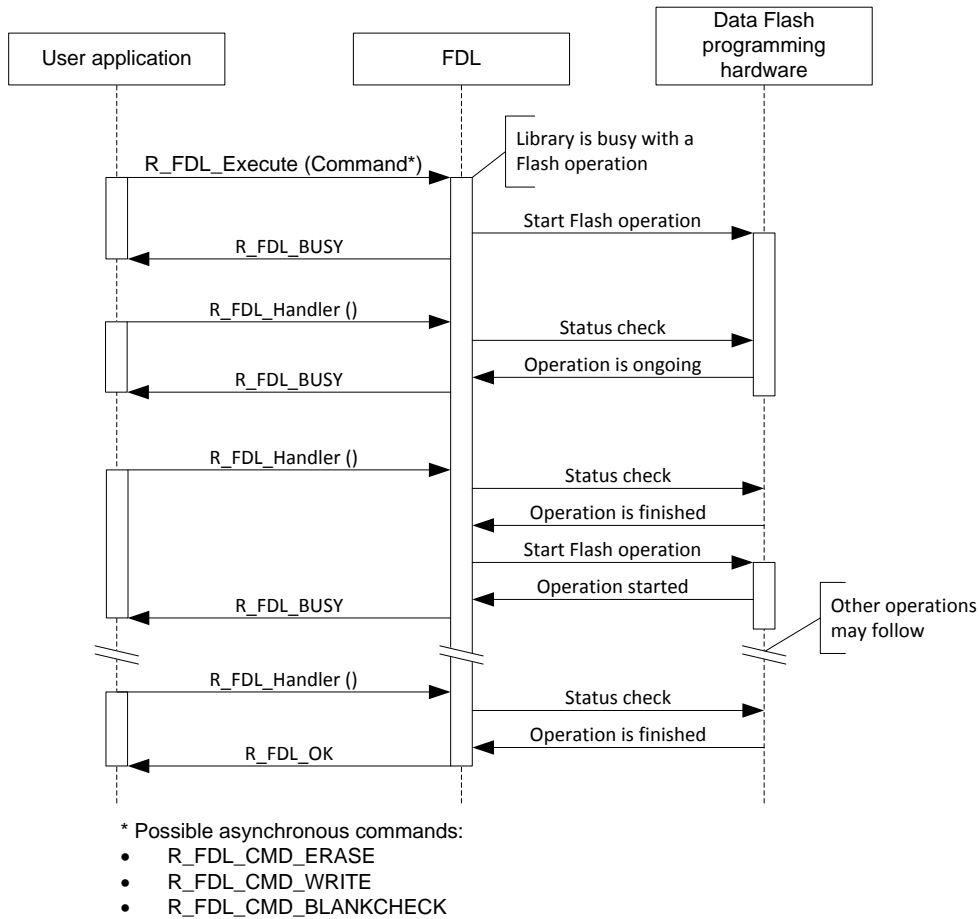 User application
FDL
Data Flash
programming
hardware
Library is busy with a
Flash operation
R_FDL_Execute (Command*)
Start Flash operation
R_FDL_BUSY
R_FDL_Handler ()
Status check
Operation is ongoing
R_FDL_BUSY
R_FDL_Handler ()
Status check
Operation is finished
Start Flash operation
Operation started
R_FDL_BUSY
Other operations
may follow
R_FDL_Handler ()
Status check
Operation is finished
R_FDL_OK
* Possible asynchronous commands:
• R_FDL_CMD_ERASE
• R_FDL_CMD_WRITE
• R_FDL_CMD_BLANKCHECK